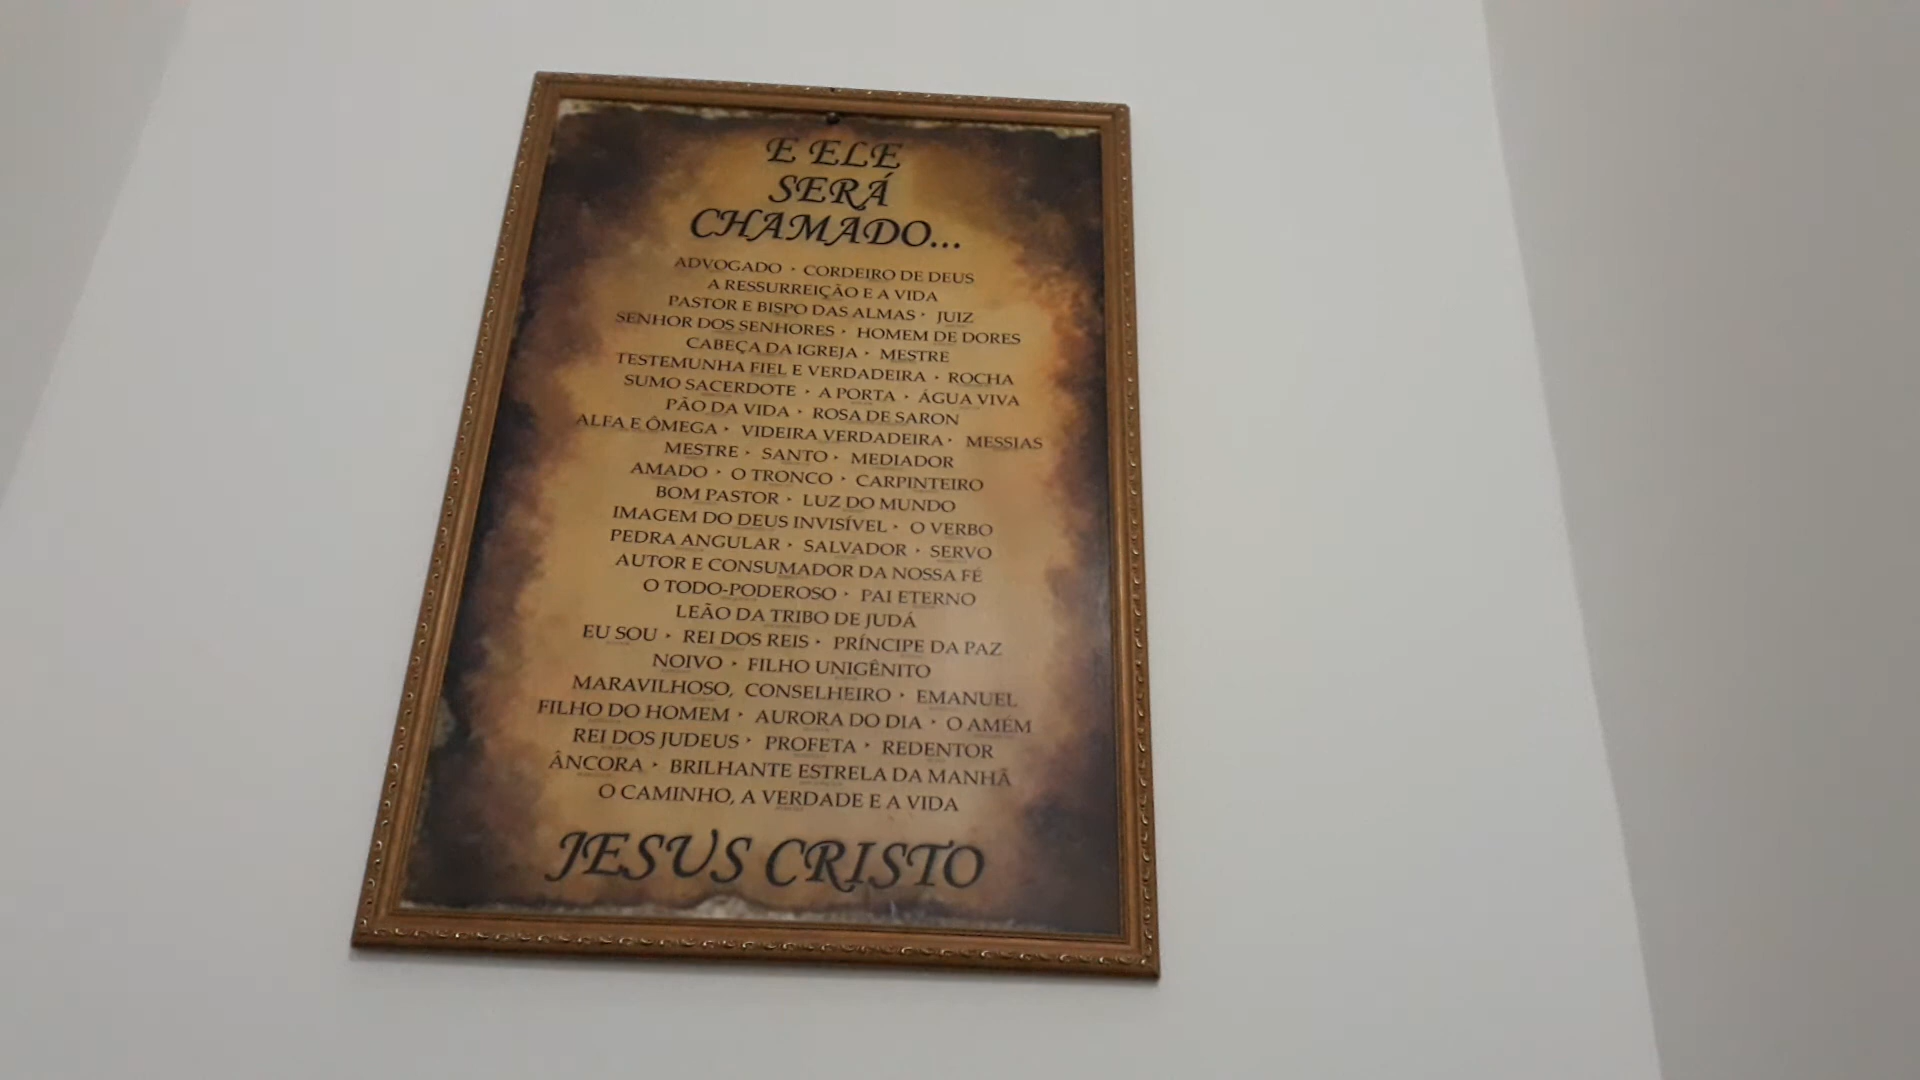 E ELE
SERÁ
CHAMADO...
ADVOGADO · CORDEIRO DE DEUS
A RESSURREIÇÃO E A VIDA
PASTOR E BISPO DAS ALMAS · JUIZ
SENHOR DOS SENHORES · HOMEM DE DORES
CABEÇA DA IGREJA · MESTRE
TESTEMUNHA FIEL E VERDADEIRA · ROCHA
SUMO SACERDOTE · A PORTA · ÁGUA VIVA
PÃO DA VIDA · ROSA DE SARON
ALFA E ÔMEGA · VIDEIRA VERDADEIRA · MESSIAS
MESTRE · SANTO · MEDIADOR
AMADO · O TRONCO · CARPINTEIRO
BOM PASTOR · LUZ DO MUNDO
IMAGEM DO DEUS INVISÍVEL · O VERBO
PEDRA ANGULAR · SALVADOR · SERVO
AUTOR E CONSUMADOR DA NOSSA FÉ
O TODO-PODEROSO · PAI ETERNO
LEÃO DA TRIBO DE JUDÁ
EU SOU · REI DOS REIS · PRÍNCIPE DA PAZ
NOIVO · FILHO UNIGÊNITO
MARAVILHOSO, CONSELHEIRO · EMANUEL
FILHO DO HOMEM · AURORA DO DIA · O AMÉM
REI DOS JUDEUS · PROFETA · REDENTOR
ÂNCORA · BRILHANTE ESTRELA DA MANHÃ
O CAMINHO, A VERDADE E A VIDA
JESUS CRISTO